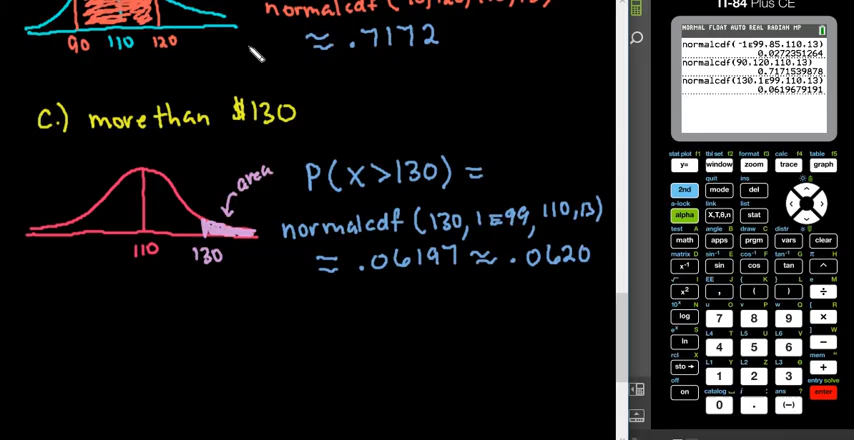 TI-84 Plus CE
NORMAL FLOAT AUTO REAL RADIAN MP
normalcdf(-1E99,85,110,13)
0.0272351264
normalcdf(90,120,110,13)
0.7171539878
normalcdf(130,1E99,110,13)
0.0619679191
90 110 120
≈ .7172
c.) more than $130
area
110
130
P(X>130) =
normalcdf(130, 1E99, 110, 13)
≈ .06197 ≈ .0620
stat plot f1 tbl set f2 format f3 calc f4 table f5
y= window zoom trace graph
quit ins
2nd mode del
a-lock link list
alpha X,T,θ,n stat
test A angle B draw C distr
math apps prgm vars clear
matrix D sin⁻¹ E cos⁻¹ F tan⁻¹ G π H
x⁻¹ sin cos tan ^
√ I EE J { K } L e M
x² , ( ) ÷
10ˣ N u O v P w Q [ R
log 7 8 9 ×
eˣ S L4 T L5 U L6 V ] W
ln 4 5 6 −
rcl X L1 Y L2 Z L3 θ mem "
sto→ 1 2 3 +
off catalog i : ans ? entry solve
on 0 . (−) enter